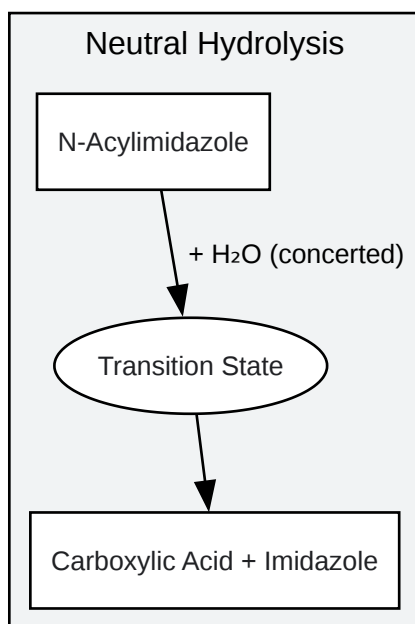 Neutral Hydrolysis
N-Acylimidazole
+ H₂O (concerted)
Transition State
Carboxylic Acid + Imidazole